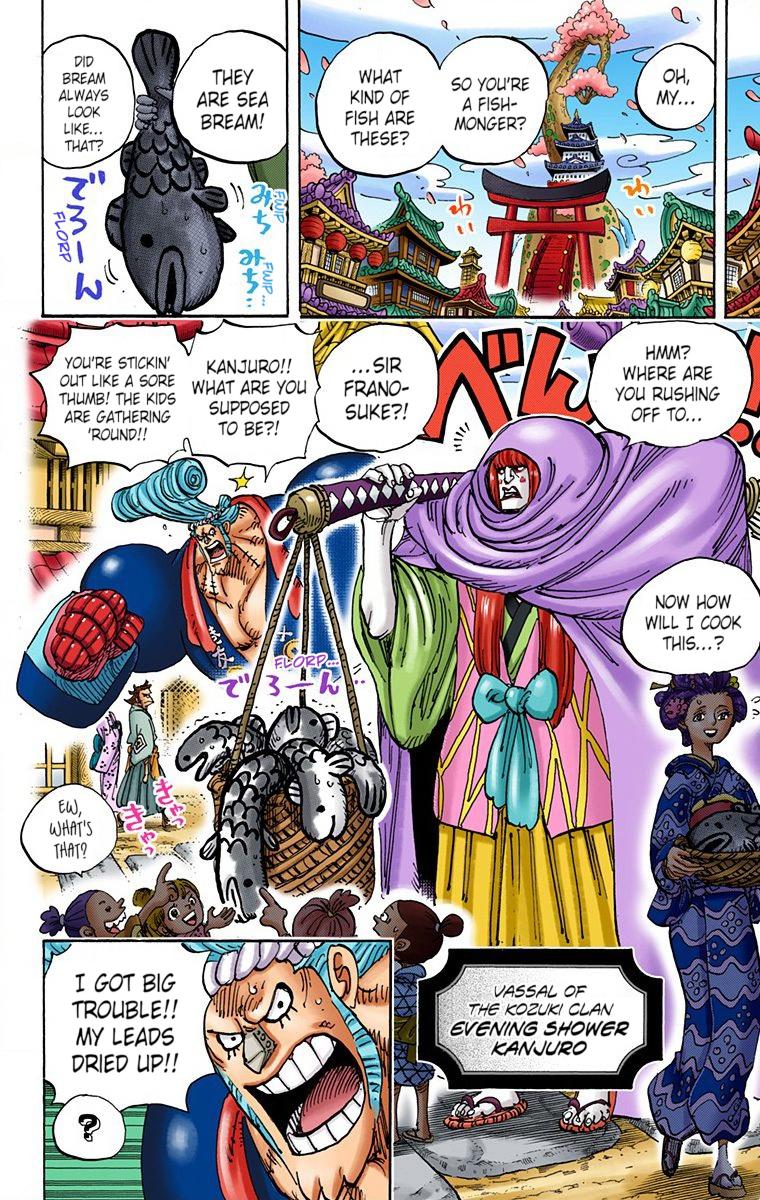 OH,
MY...
SO YOU'RE
A FISH-
MONGER?
WHAT
KIND OF
FISH ARE
THESE?
わい
わい
THEY
ARE SEA
BREAM!
DID
BREAM
ALWAYS
LOOK
LIKE...
THAT?
みち
FWIP
みち
FWIP...
でろーん
FLORP
HMM?
WHERE ARE
YOU RUSHING
OFF TO...
べん
!!
...SIR
FRANO-
SUKE?!
KANJURO!!
WHAT ARE YOU
SUPPOSED
TO BE?!
YOU'RE STICKIN'
OUT LIKE A SORE
THUMB! THE KIDS
ARE GATHERING
'ROUND!!
NOW HOW
WILL I COOK
THIS...?
FLORP...
でろーん...
EW,
WHAT'S
THAT?
きゃっ
きゃっ
VASSAL OF
THE KOZUKI CLAN
EVENING SHOWER
KANJURO
I GOT BIG
TROUBLE!!
MY LEADS
DRIED UP!!
?